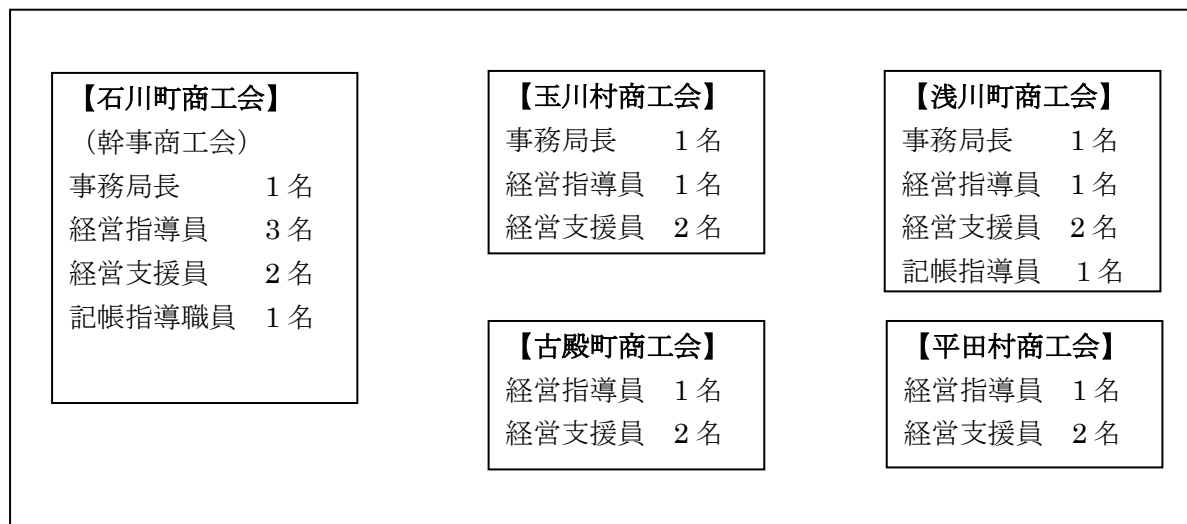 【石川町商工会】
（幹事商工会）
事務局長 1名
経営指導員 3名
経営支援員 2名
記帳指導職員 1名
【玉川村商工会】
事務局長 1名
経営指導員 1名
経営支援員 2名
【浅川町商工会】
事務局長 1名
経営指導員 1名
経営支援員 2名
記帳指導員 1名
【古殿町商工会】
経営指導員 1名
経営支援員 2名
【平田村商工会】
経営指導員 1名
経営支援員 2名